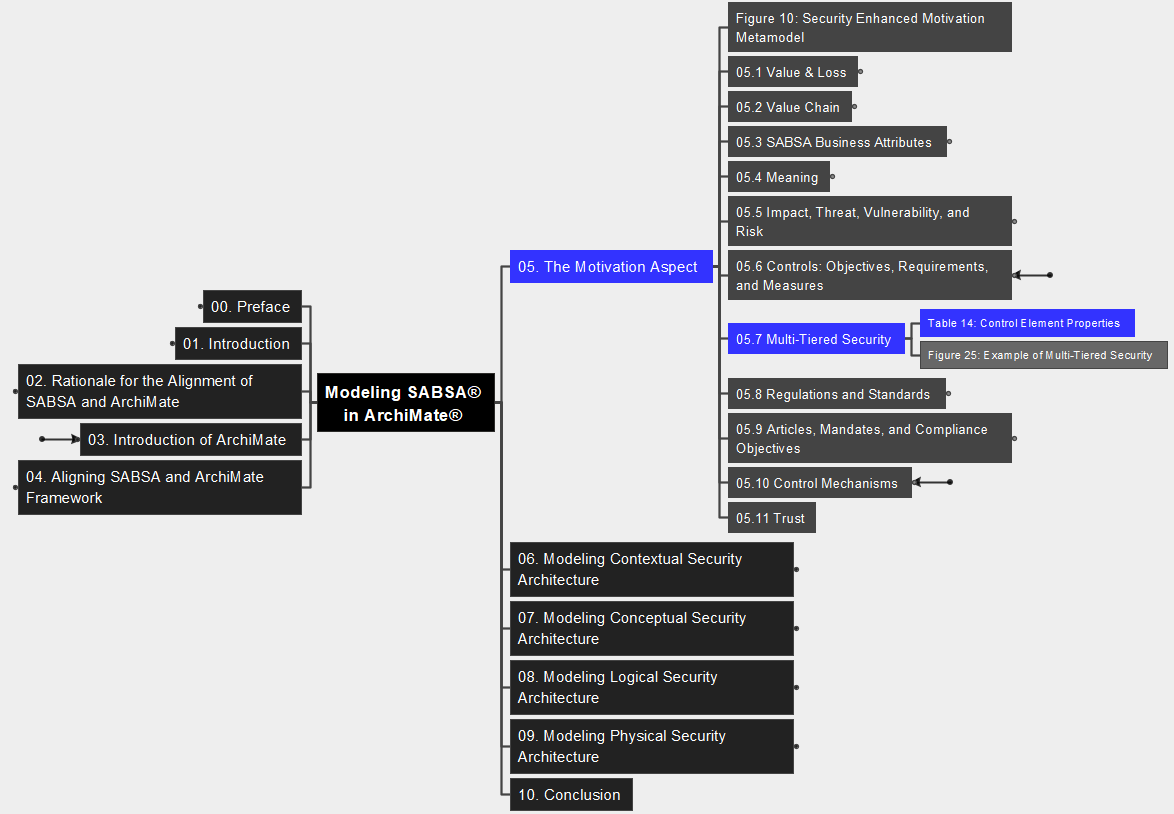 Modeling SABSA®
in ArchiMate®
00. Preface
01. Introduction
02. Rationale for the Alignment of
SABSA and ArchiMate
03. Introduction of ArchiMate
04. Aligning SABSA and ArchiMate
Framework
05. The Motivation Aspect
Figure 10: Security Enhanced Motivation
Metamodel
05.1 Value & Loss
05.2 Value Chain
05.3 SABSA Business Attributes
05.4 Meaning
05.5 Impact, Threat, Vulnerability, and
Risk
05.6 Controls: Objectives, Requirements,
and Measures
05.7 Multi-Tiered Security
Table 14: Control Element Properties
Figure 25: Example of Multi-Tiered Security
05.8 Regulations and Standards
05.9 Articles, Mandates, and Compliance
Objectives
05.10 Control Mechanisms
05.11 Trust
06. Modeling Contextual Security
Architecture
07. Modeling Conceptual Security
Architecture
08. Modeling Logical Security
Architecture
09. Modeling Physical Security
Architecture
10. Conclusion